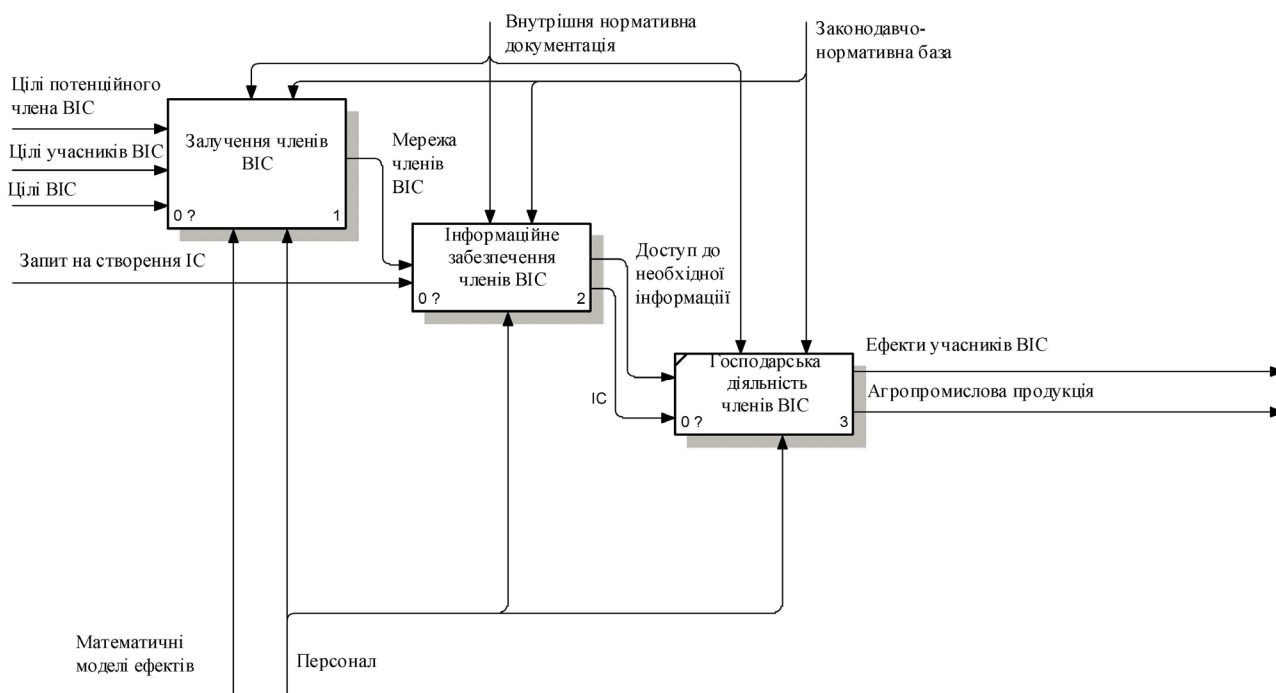 Внутрішня нормативна
документація
Законодавчо-
нормативна база
Цілі потенційного
члена ВІС
Цілі учасників ВІС
Цілі ВІС
Залучення членів
ВІС
0 ?
1
Мережа
членів
ВІС
Запит на створення ІС
Інформаційне
забезпечення
членів ВІС
0 ?
2
Доступ до
необхідної
інформаціії
ІС
Господарська
діяльність
членів ВІС
0 ?
3
Ефекти учасників ВІС
Агропромислова продукція
Математичні
моделі ефектів
Персонал